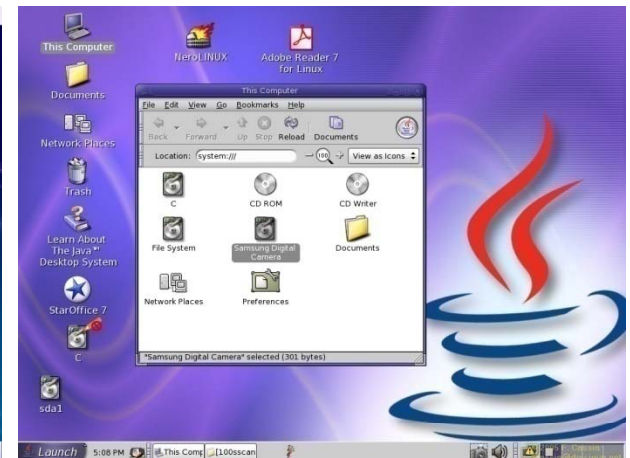 This Computer
NeroLINUX
Adobe Reader 7
for Linux
Documents
Network Places
Trash
Learn About
The Java™
Desktop System
StarOffice 7
C
sda1
This Computer
File Edit View Go Bookmarks Help
Back Forward Up Stop Reload Documents
Location: system:/// 100 View as Icons
C
CD ROM
CD Writer
File System
Samsung Digital
Camera
Documents
Network Places
Preferences
"Samsung Digital Camera" selected (301 bytes)
Launch 5:08 PM This Comp [100sscan